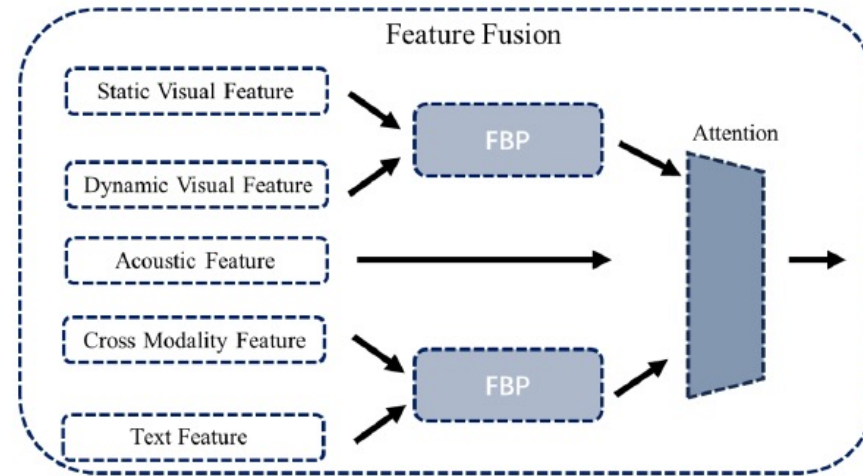 Feature Fusion
Static Visual Feature
FBP
Attention
Dynamic Visual Feature
Acoustic Feature
Cross Modality Feature
FBP
Text Feature